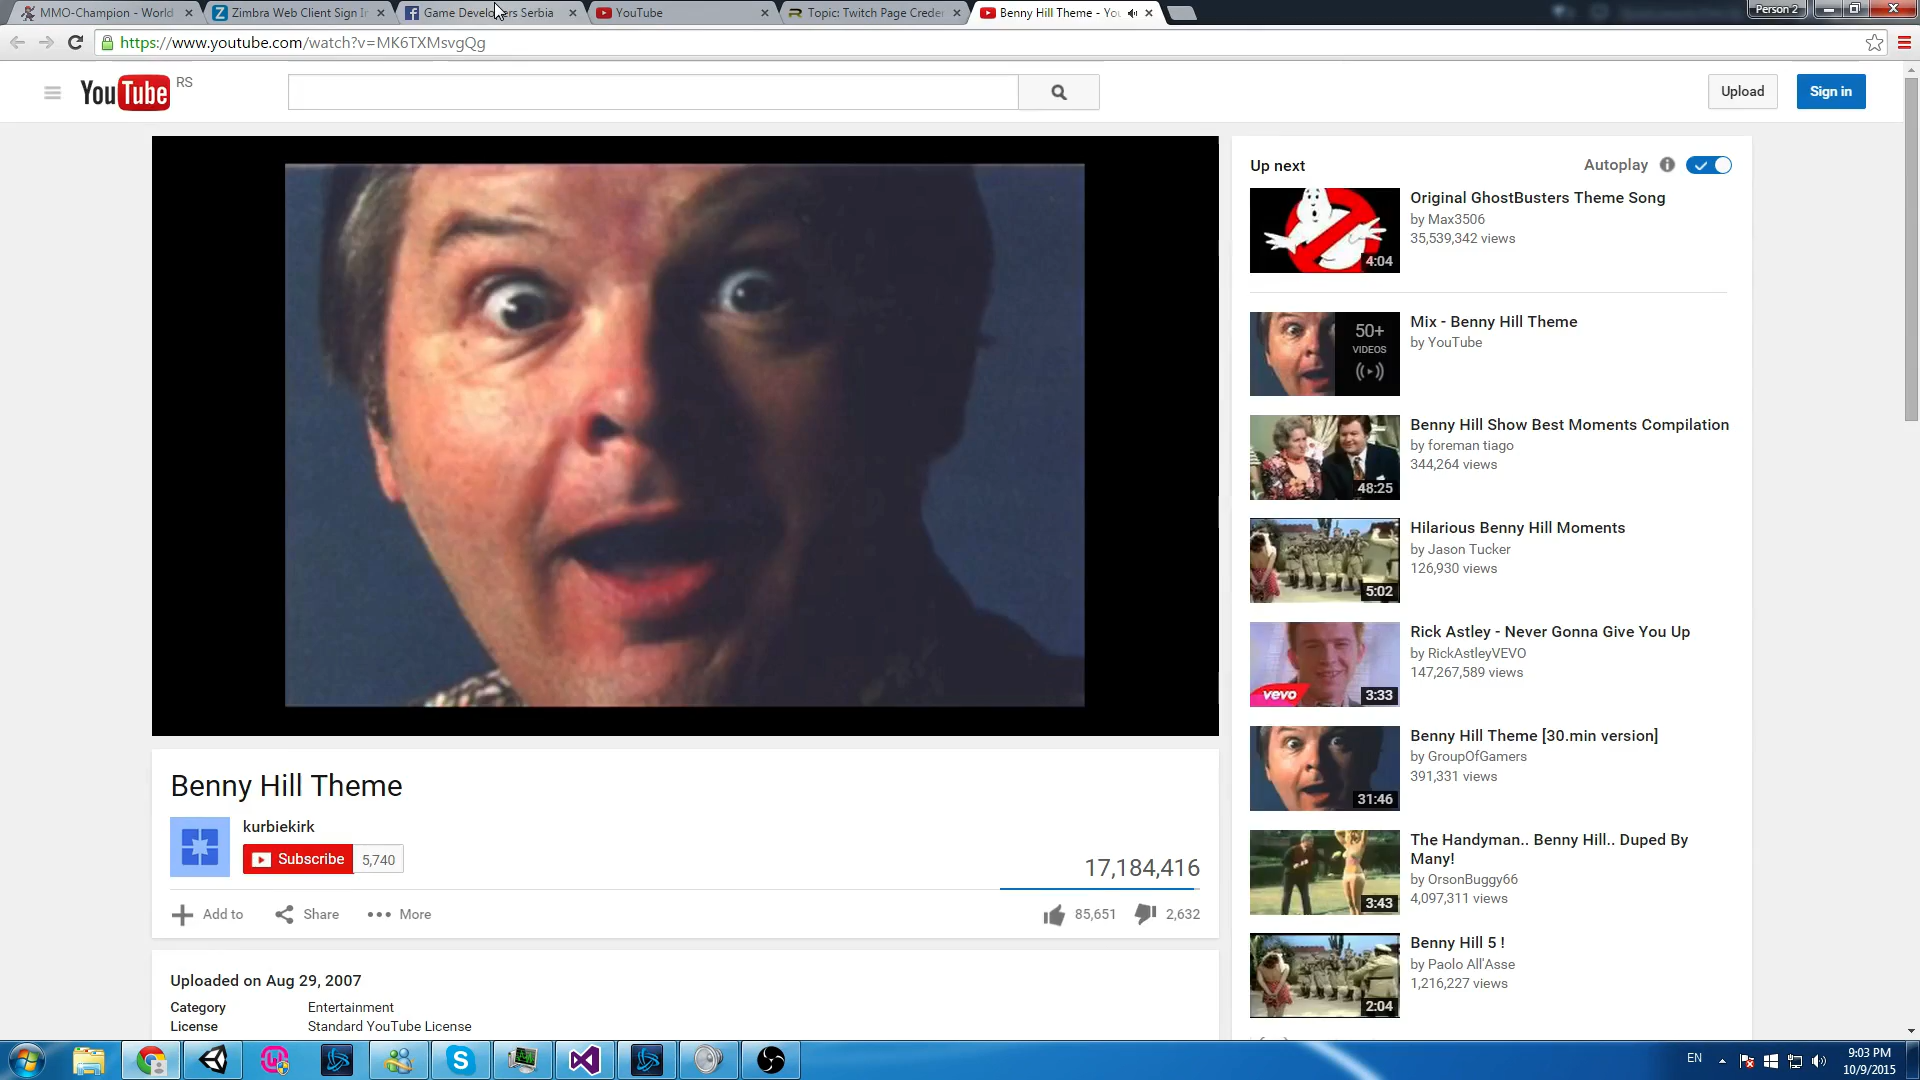 MMO-Champion - World
Zimbra Web Client Sign In
Game Developers Serbia
YouTube
Topic: Twitch Page Creden
Benny Hill Theme - You
Person 2
https://www.youtube.com/watch?v=MK6TXMsvgQg
YouTube RS
Upload
Sign in
Up next
Autoplay
Original GhostBusters Theme Song
by Max3506
35,539,342 views
4:04
Mix - Benny Hill Theme
by YouTube
50+
VIDEOS
Benny Hill Show Best Moments Compilation
by foreman tiago
344,264 views
48:25
Hilarious Benny Hill Moments
by Jason Tucker
126,930 views
5:02
Rick Astley - Never Gonna Give You Up
by RickAstleyVEVO
147,267,589 views
vevo
3:33
Benny Hill Theme [30.min version]
by GroupOfGamers
391,331 views
31:46
The Handyman.. Benny Hill.. Duped By
Many!
by OrsonBuggy66
4,097,311 views
3:43
Benny Hill 5 !
by Paolo All'Asse
1,216,227 views
2:04
Benny Hill Theme
kurbiekirk
Subscribe 5,740
17,184,416
Add to Share More
85,651 2,632
Uploaded on Aug 29, 2007
Category Entertainment
License Standard YouTube License
EN
9:03 PM
10/9/2015